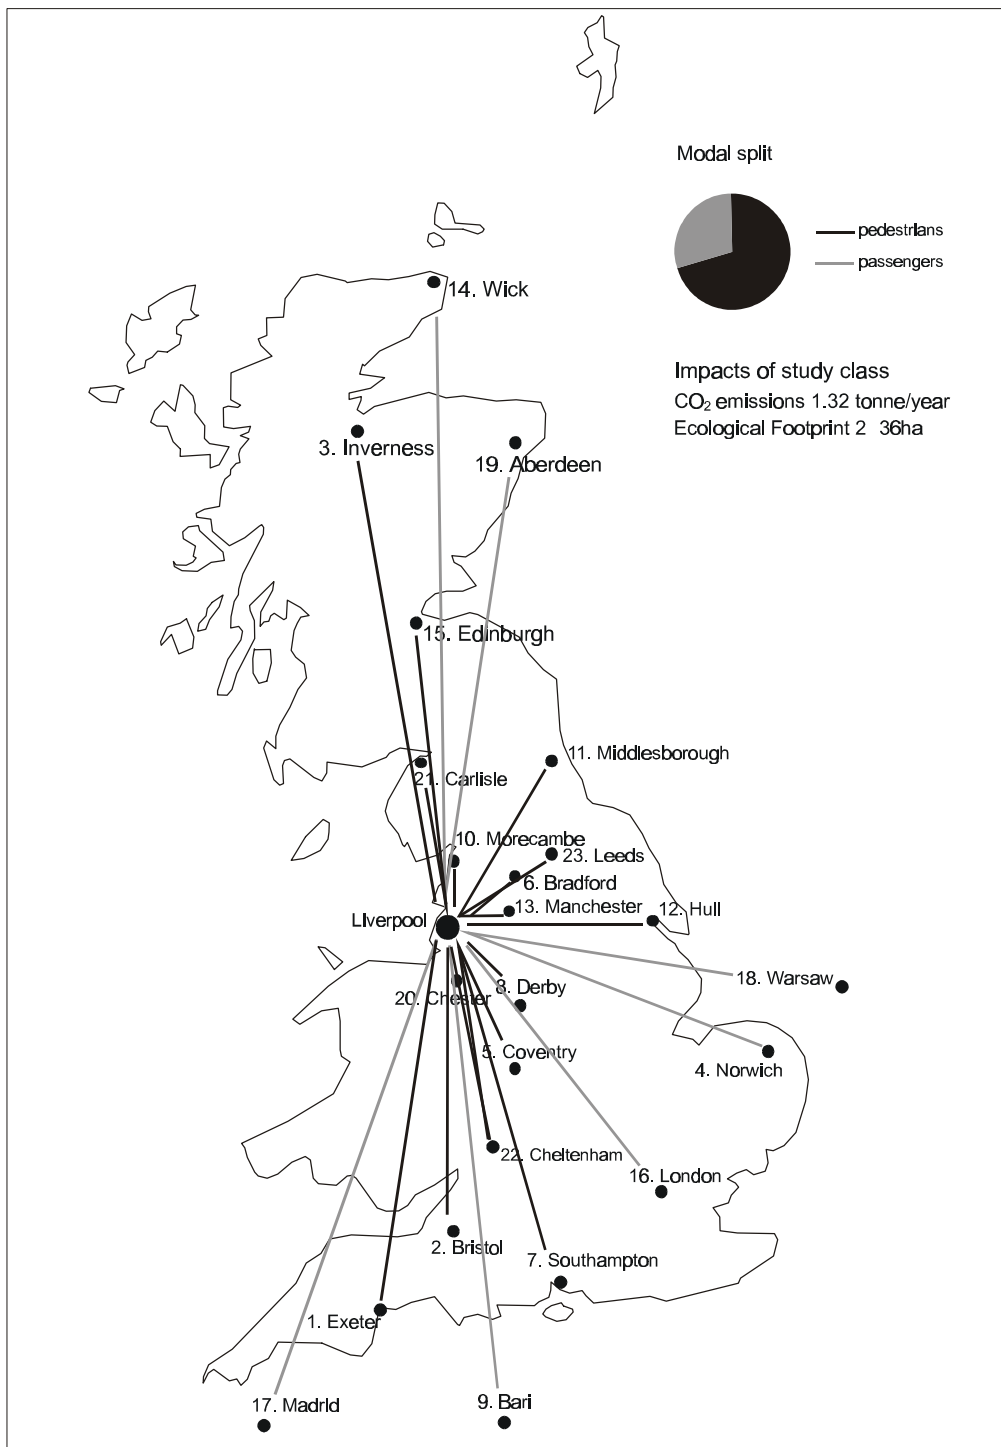 Modal split
pedestrians
passengers
14. Wick
Impacts of study class
CO₂ emissions 1.32 tonne/year
Ecological Footprint 2 36ha
3. Inverness
19. Aberdeen
15. Edinburgh
11. Middlesborough
21. Carlisle
10. Morecambe
23. Leeds
6. Bradford
13. Manchester
12. Hull
LIverpool
18. Warsaw
8. Derby
20. Chester
5. Coventry
4. Norwich
22. Cheltenham
16. London
2. Bristol
7. Southampton
1. Exeter
17. MadrId
9. Bari